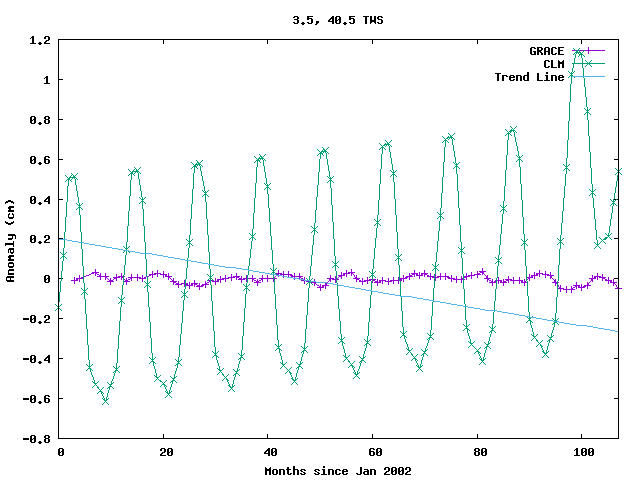 3.5, 40.5 TWS
GRACE
CLM
Trend Line
Anomaly (cm)
1.2
1
0.8
0.6
0.4
0.2
0
-0.2
-0.4
-0.6
-0.8
0 20 40 60 80 100
Months since Jan 2002